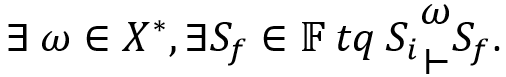 ∃ ω ∈ X*, ∃S_f ∈ 𝔽 tq S_i ⊢^ω S_f.